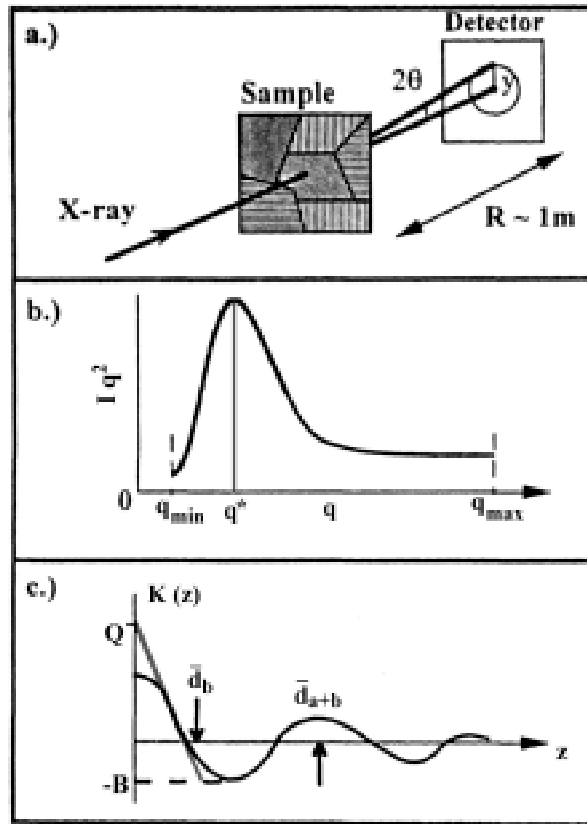 a.)
Detector
2θ
y
Sample
X-ray
R ~ 1m
b.)
I q²
0
q_min
q*
q
q_max
c.)
K (z)
Q
d̄_b
d̄_a+b
z
-B